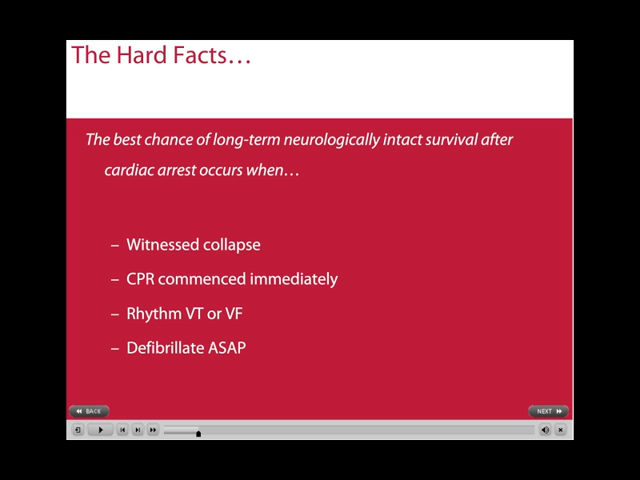 The Hard Facts…
The best chance of long-term neurologically intact survival after
cardiac arrest occurs when…
– Witnessed collapse
– CPR commenced immediately
– Rhythm VT or VF
– Defibrillate ASAP
BACK
NEXT